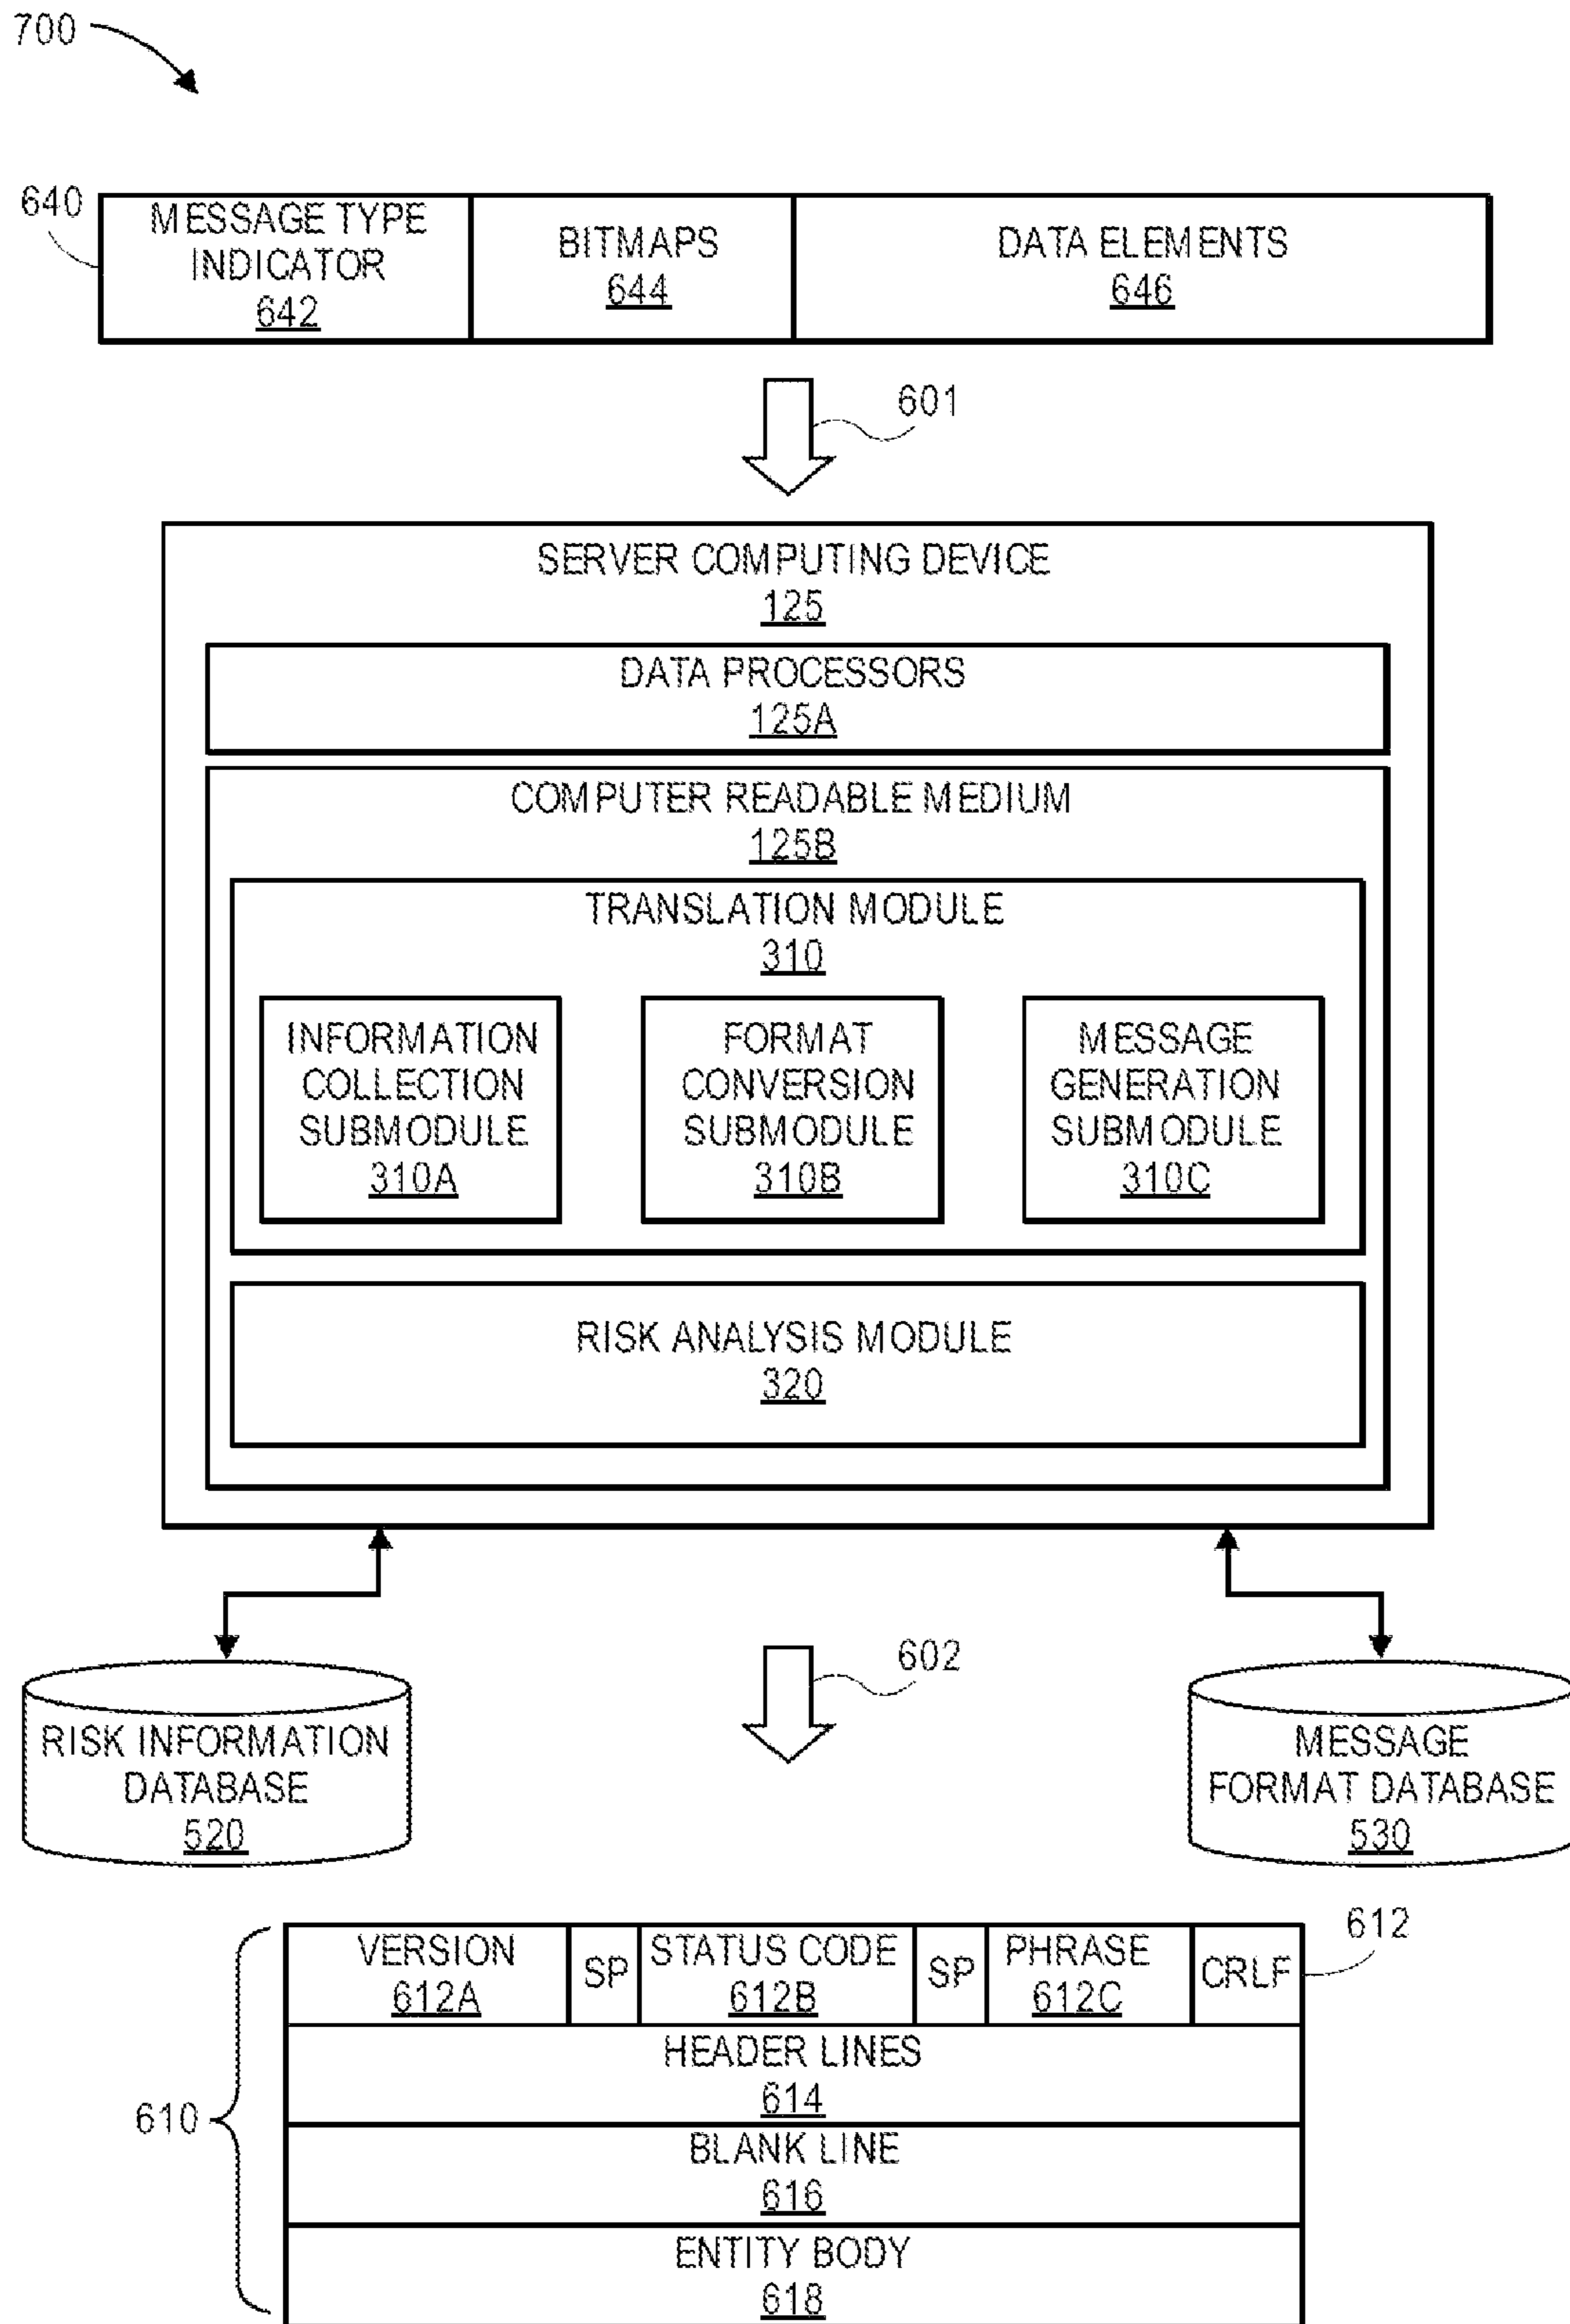 700
640
MESSAGE TYPE
INDICATOR
642
BITMAPS
644
DATA ELEMENTS
646
601
SERVER COMPUTING DEVICE
125
DATA PROCESSORS
125A
COMPUTER READABLE MEDIUM
125B
TRANSLATION MODULE
310
INFORMATION
COLLECTION
SUBMODULE
310A
FORMAT
CONVERSION
SUBMODULE
310B
MESSAGE
GENERATION
SUBMODULE
310C
RISK ANALYSIS MODULE
320
602
RISK INFORMATION
DATABASE
520
MESSAGE
FORMAT DATABASE
530
612
VERSION
612A
SP
STATUS CODE
612B
SP
PHRASE
612C
CRLF
610
HEADER LINES
614
BLANK LINE
616
ENTITY BODY
618